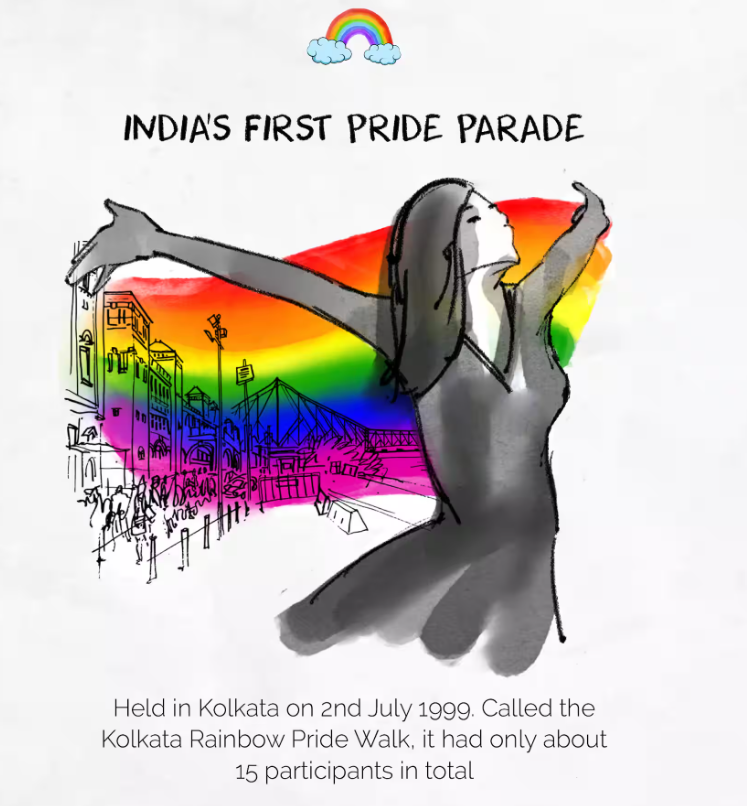 INDIA'S FIRST PRIDE PARADE
Held in Kolkata on 2nd July 1999. Called the
Kolkata Rainbow Pride Walk, it had only about
15 participants in total